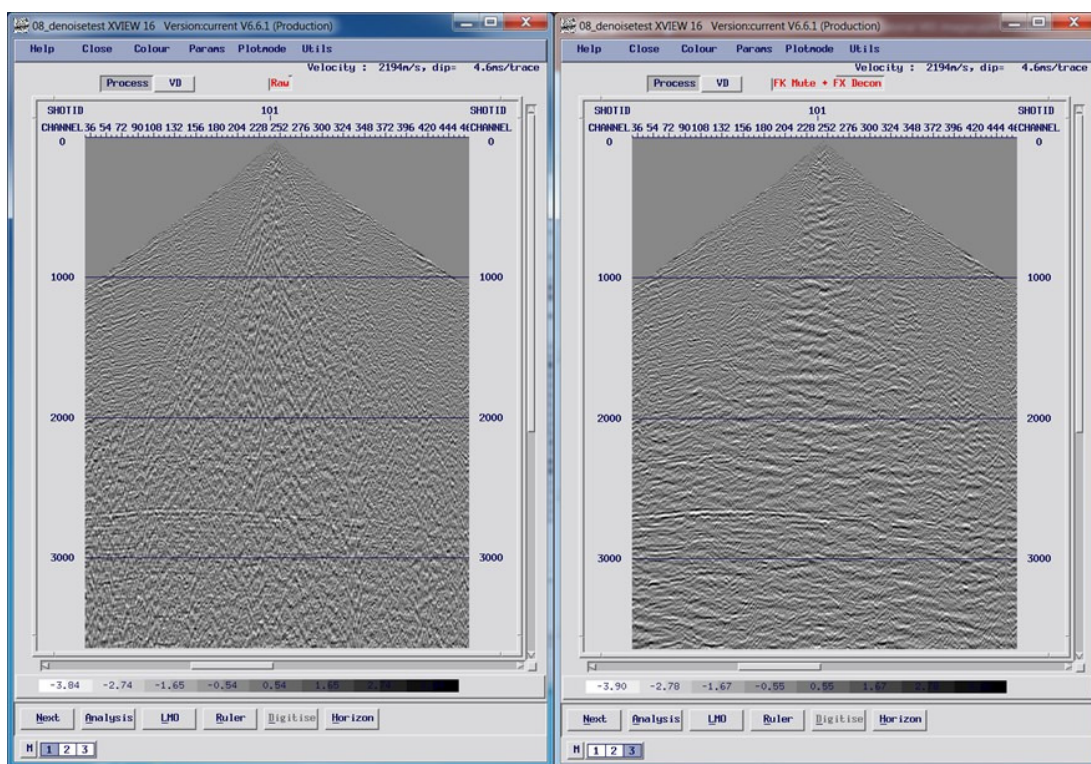 08_denoisetest XVIEW 16 Version:current V6.6.1 (Production)
Help Close Colour Params Plotmode Utils
Velocity : 2194m/s, dip= 4.6ms/trace
Process VD Raw
SHOTID 101 SHOTID
CHANNEL 36 54 72 90 108 132 156 180 204 228 252 276 300 324 348 372 396 420 444 4 CHANNEL
0 0
1000 1000
2000 2000
3000 3000
-3.84 -2.74 -1.65 -0.54 0.54 1.65
Next Analysis LMO Ruler Digitise Horizon
M 1 2 3
08_denoisetest XVIEW 16 Version:current V6.6.1 (Production)
Help Close Colour Params Plotmode Utils
Velocity : 2194m/s, dip= 4.6ms/trace
Process VD FK Mute + FX Decon
SHOTID 101 SHOTID
CHANNEL 36 54 72 90 108 132 156 180 204 228 252 276 300 324 348 372 396 420 444 4 CHANNEL
0 0
1000 1000
2000 2000
3000 3000
-3.90 -2.78 -1.67 -0.55 0.55 1.67
Next Analysis LMO Ruler Digitise Horizon
M 1 2 3